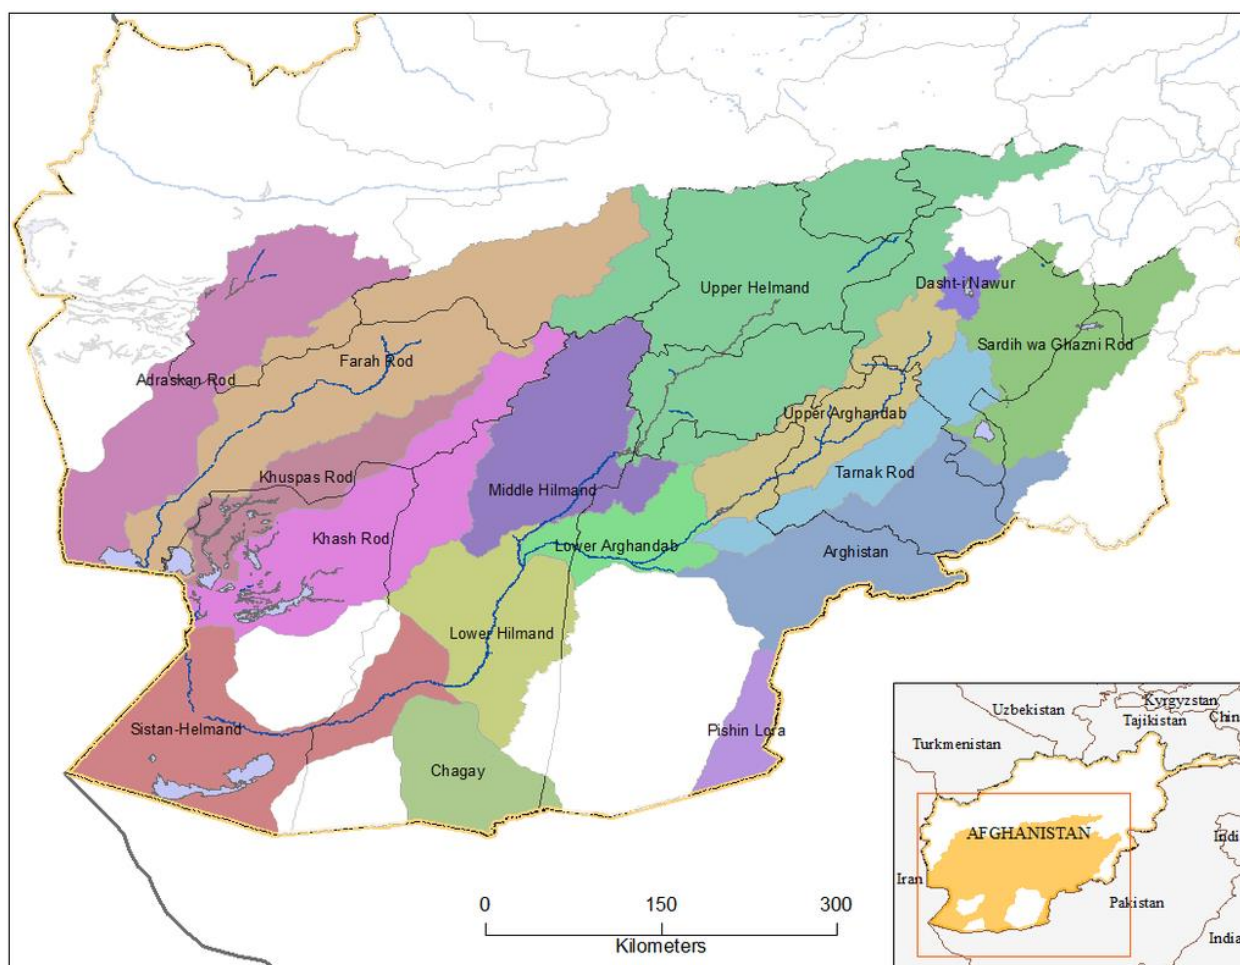 Upper Helmand
Dasht-i Nawur
Sardih wa Ghazni Rod
Farah Rod
Adraskan Rod
Upper Arghandab
Khuspas Rod
Tarnak Rod
Middle Hilmand
Khash Rod
Lower Arghandab
Arghistan
Lower Hilmand
Sistan-Helmand
Pishin Lora
Chagay
0 150 300
Kilometers
Uzbekistan
Kyrgyzstan
Tajikistan
Chin
Turkmenistan
AFGHANISTAN
Indi
Iran
Pakistan
India